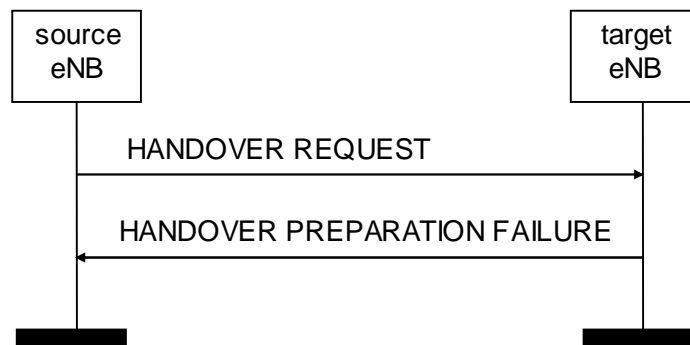 source
eNB
target
eNB
HANDOVER REQUEST
HANDOVER PREPARATION FAILURE